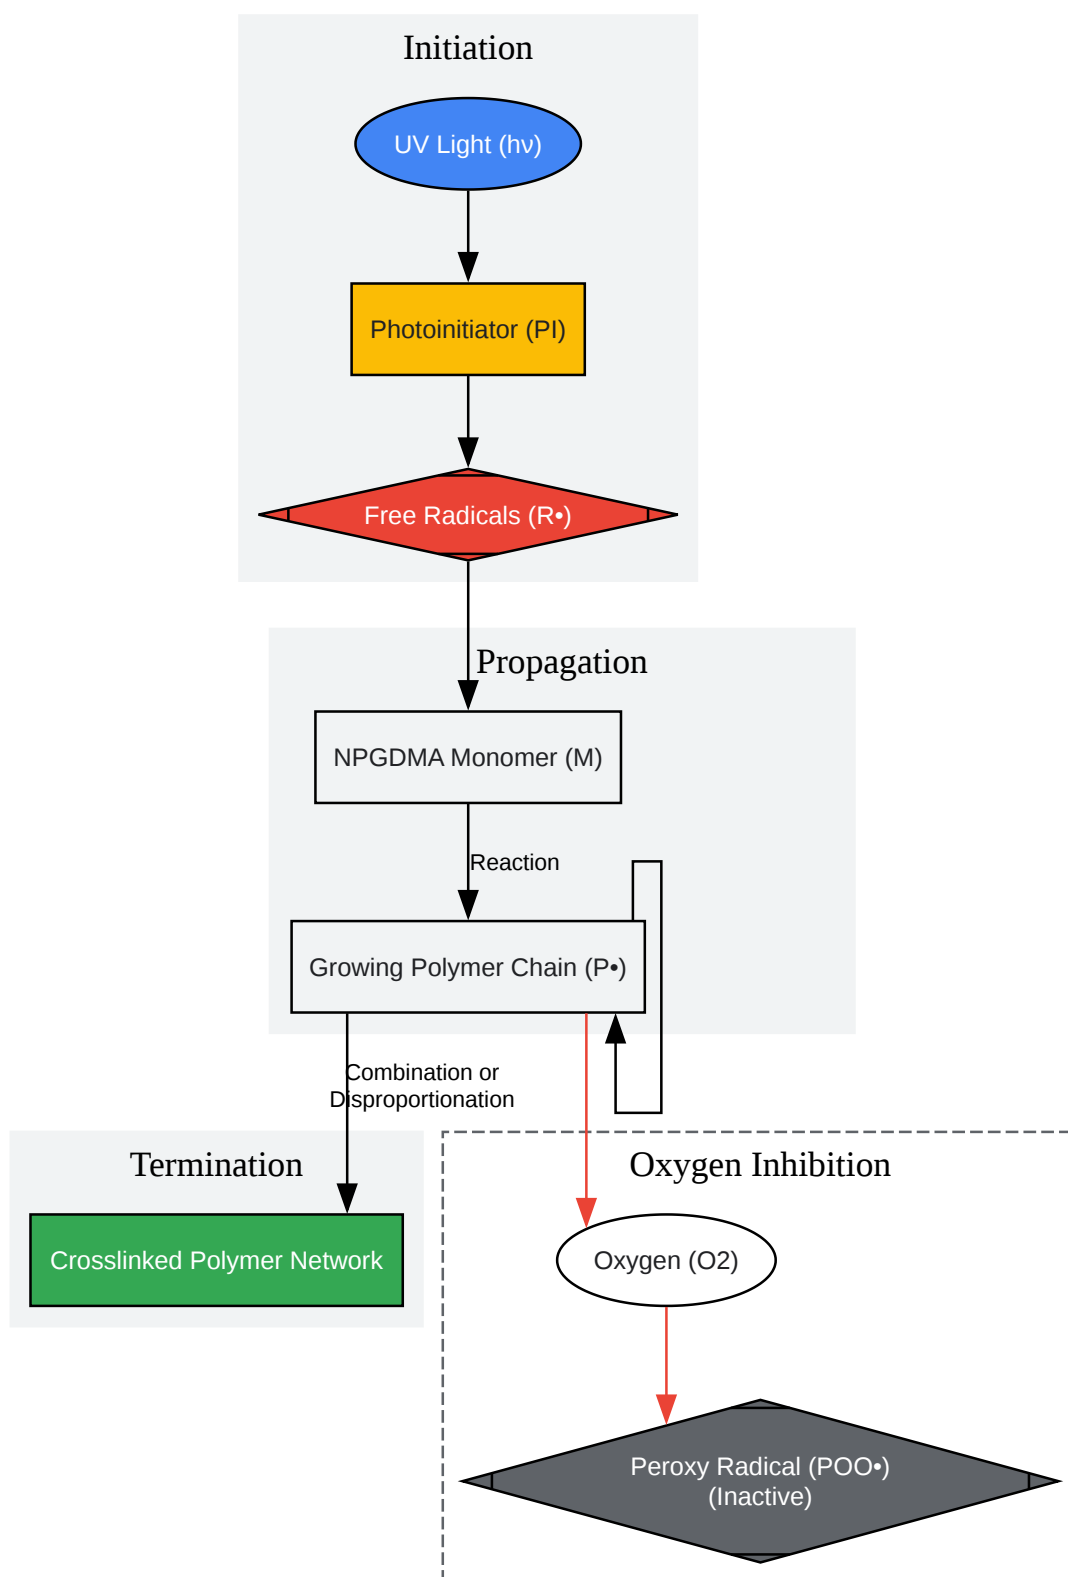 Initiation
UV Light (hν)
Photoinitiator (PI)
Free Radicals (R•)
Propagation
NPGDMA Monomer (M)
Reaction
Growing Polymer Chain (P•)
Combination or
Disproportionation
Termination
Crosslinked Polymer Network
Oxygen Inhibition
Oxygen (O2)
Peroxy Radical (POO•)
(Inactive)